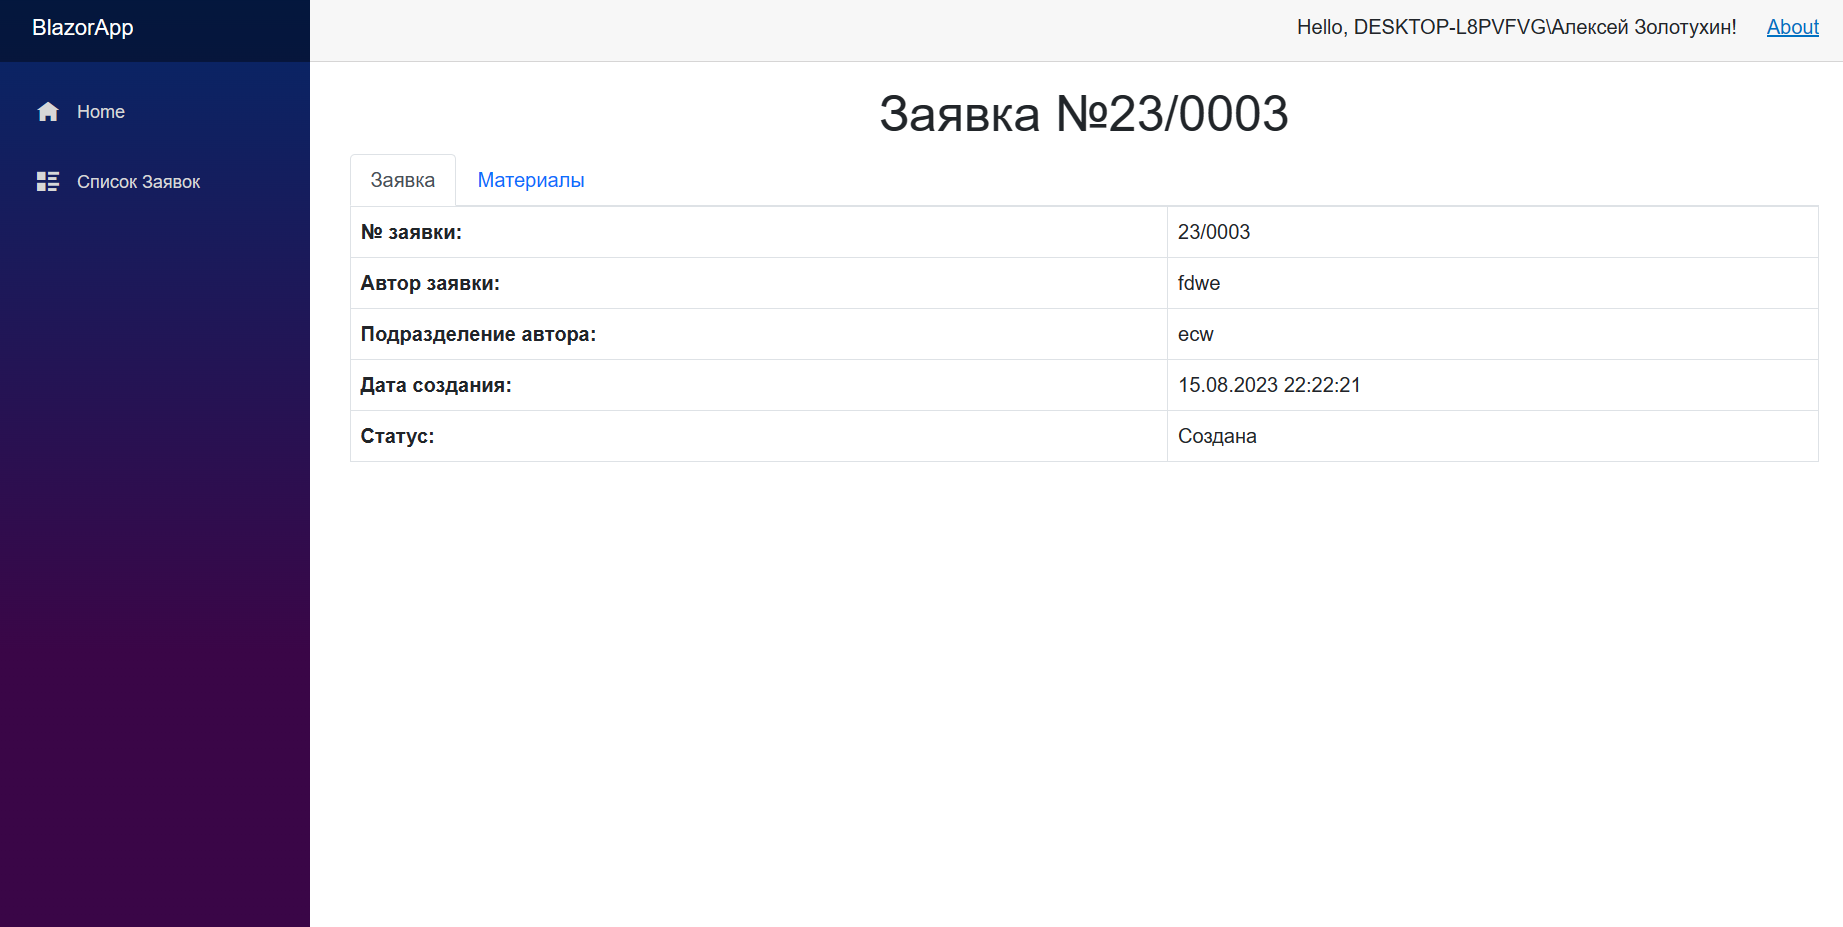 BlazorApp
Hello, DESKTOP-L8PVFVG\Алексей Золотухин! About
Home
Список Заявок
Заявка №23/0003
Заявка Материалы
№ заявки: 23/0003
Автор заявки: fdwe
Подразделение автора: ecw
Дата создания: 15.08.2023 22:22:21
Статус: Создана